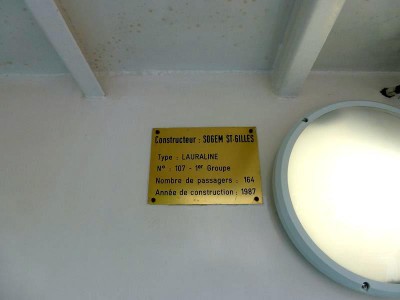 Constructeur : SOGEM ST-GILLES
Type : LAURALINE
N° : 107 - 1er Groupe
Nombre de passagers : 164
Année de construction : 1987